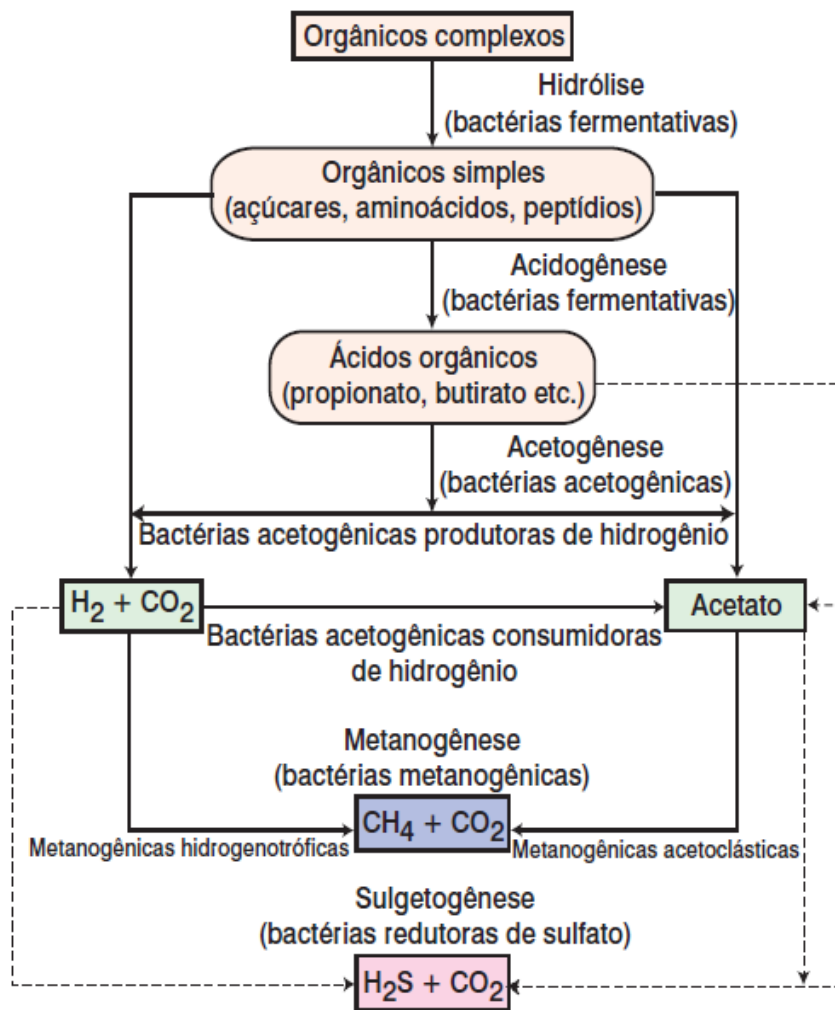 Orgânicos complexos
Hidrólise
(bactérias fermentativas)
Orgânicos simples
(açúcares, aminoácidos, peptídios)
Acidogênese
(bactérias fermentativas)
Ácidos orgânicos
(propionato, butirato etc.)
Acetogênese
(bactérias acetogênicas)
Bactérias acetogênicas produtoras de hidrogênio
H₂ + CO₂
Acetato
Bactérias acetogênicas consumidoras
de hidrogênio
Metanogênese
(bactérias metanogênicas)
CH₄ + CO₂
Metanogênicas hidrogenotróficas
Metanogênicas acetoclásticas
Sulgetogênese
(bactérias redutoras de sulfato)
H₂S + CO₂